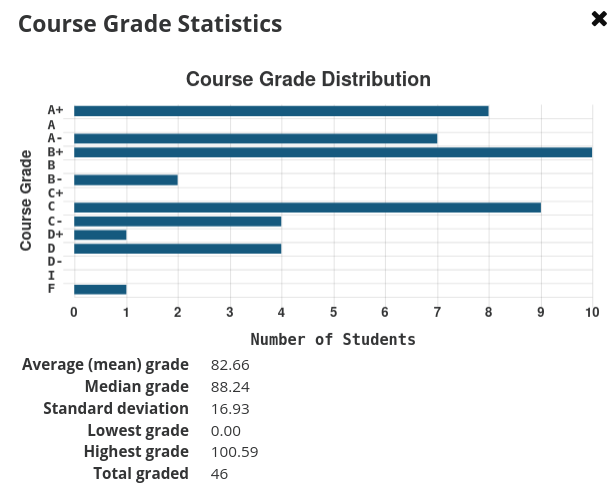 Course Grade Statistics ✖
Course Grade Distribution
Course Grade
A+
A
A-
B+
B
B-
C+
C
C-
D+
D
D-
I
F
0 1 2 3 4 5 6 7 8 9 10
Number of Students
Average (mean) grade 82.66
Median grade 88.24
Standard deviation 16.93
Lowest grade 0.00
Highest grade 100.59
Total graded 46